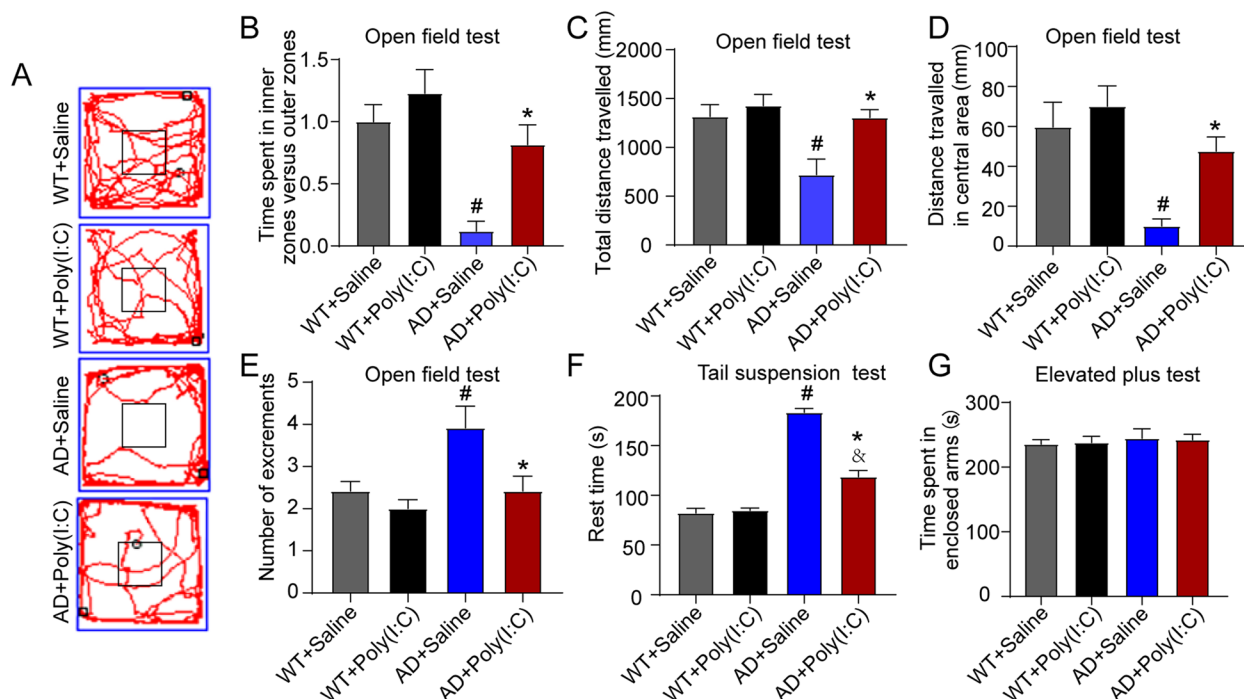 A
WT+Saline
WT+Poly(I:C)
AD+Saline
AD+Poly(I:C)
B
Open field test
Time spent in inner
zones versus outer zones
1.5
1.0
0.5
0.0
#
*
WT+Saline
WT+Poly(I:C)
AD+Saline
AD+Poly(I:C)
C
Open field test
Total distance travelled (mm)
2000
1500
1000
500
0
#
*
WT+Saline
WT+Poly(I:C)
AD+Saline
AD+Poly(I:C)
D
Open field test
Distance travalled
in central area (mm)
100
80
60
40
20
0
#
*
WT+Saline
WT+Poly(I:C)
AD+Saline
AD+Poly(I:C)
E
Open field test
Number of excrements
5
4
3
2
1
0
#
*
WT+Saline
WT+Poly(I:C)
AD+Saline
AD+Poly(I:C)
F
Tail suspension test
Rest time (s)
200
150
100
50
0
#
*
&
WT+Saline
WT+Poly(I:C)
AD+Saline
AD+Poly(I:C)
G
Elevated plus test
Time spent in
enclosed arms (s)
300
200
100
0
WT+Saline
WT+Poly(I:C)
AD+Saline
AD+Poly(I:C)